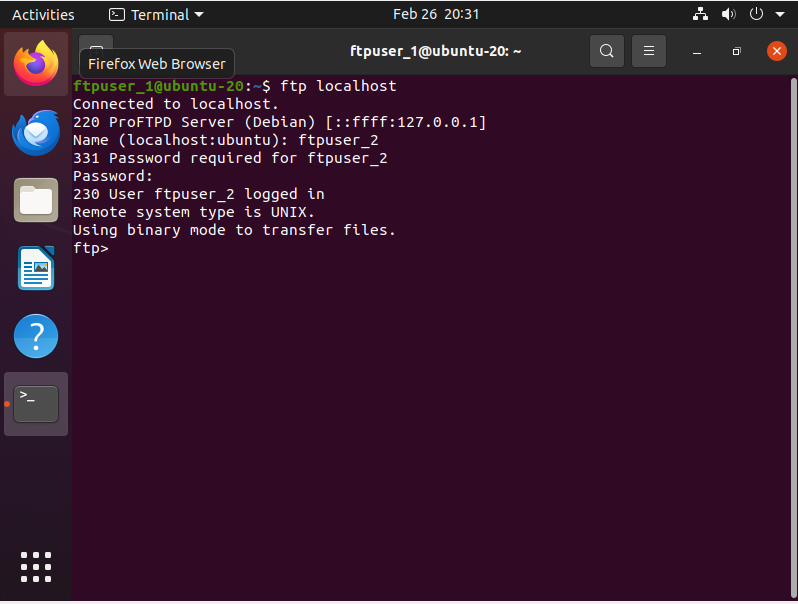 Activities
Terminal
Feb 26 20:31
ftpuser_1@ubuntu-20: ~
Firefox Web Browser
ftpuser_1@ubuntu-20:~$ ftp localhost
Connected to localhost.
220 ProFTPD Server (Debian) [::ffff:127.0.0.1]
Name (localhost:ubuntu): ftpuser_2
331 Password required for ftpuser_2
Password:
230 User ftpuser_2 logged in
Remote system type is UNIX.
Using binary mode to transfer files.
ftp>
?
>_